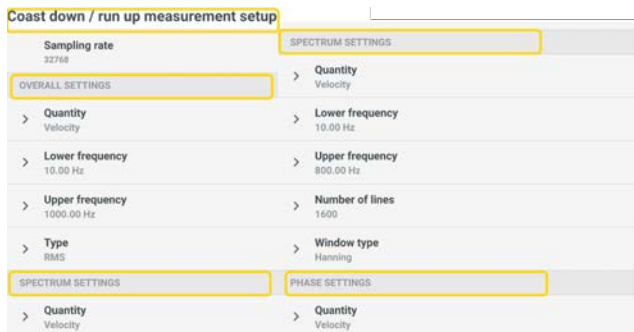 Coast down / run up measurement setup
Sampling rate
32768
OVERALL SETTINGS
Quantity
Velocity
Lower frequency
10.00 Hz
Upper frequency
1000.00 Hz
Type
RMS
SPECTRUM SETTINGS
Quantity
Velocity
SPECTRUM SETTINGS
Quantity
Velocity
Lower frequency
10.00 Hz
Upper frequency
800.00 Hz
Number of lines
1600
Window type
Hanning
PHASE SETTINGS
Quantity
Velocity